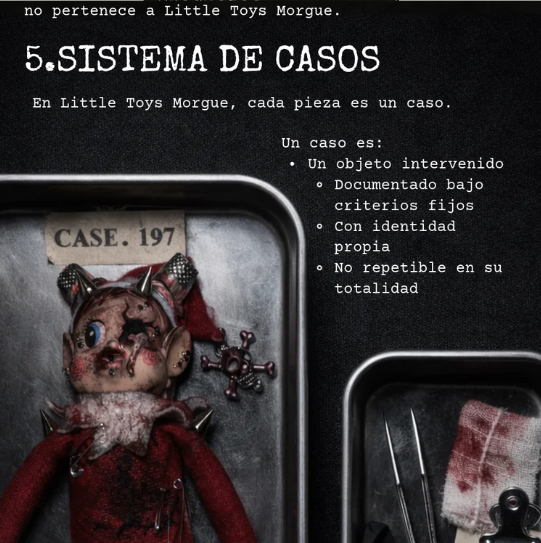 no pertenece a Little Toys Morgue.
5.SISTEMA DE CASOS
En Little Toys Morgue, cada pieza es un caso.
Un caso es:
• Un objeto intervenido
◦ Documentado bajo
criterios fijos
◦ Con identidad
propia
◦ No repetible en su
totalidad
CASE. 197